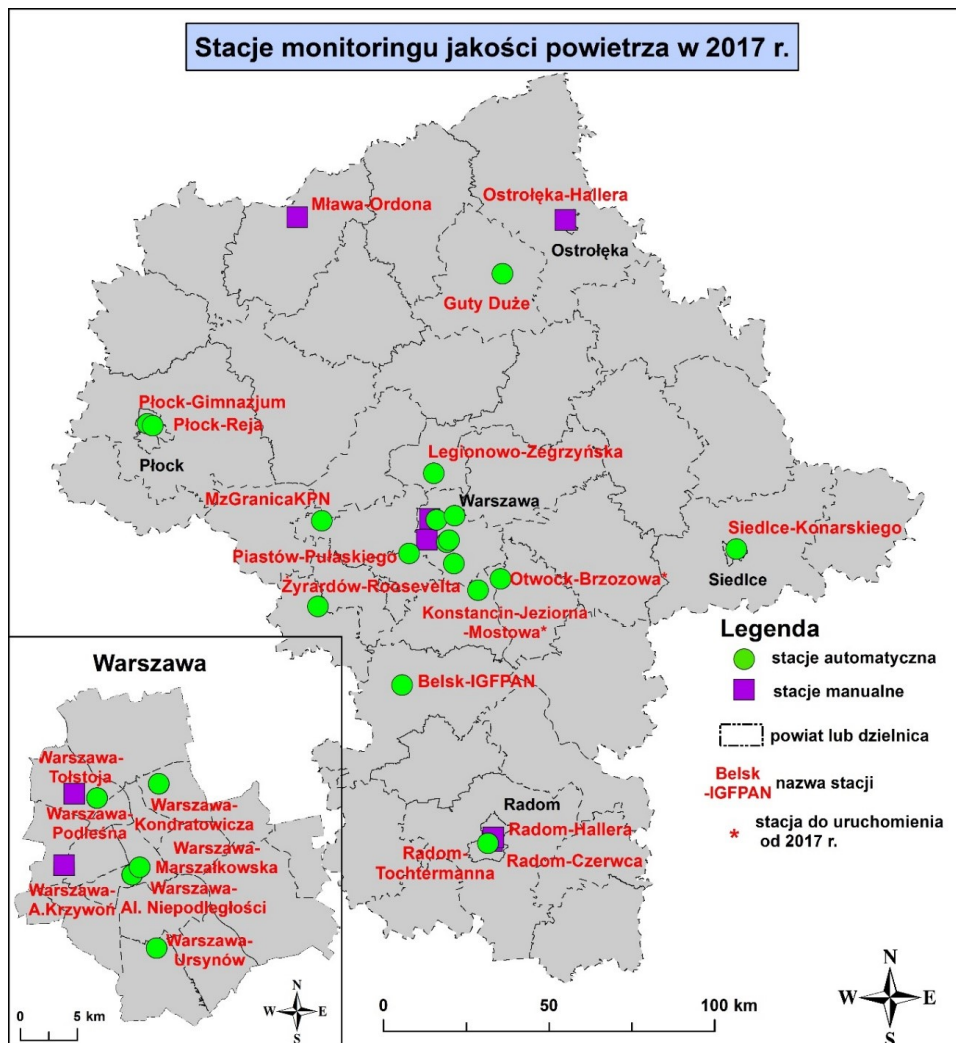 Stacje monitoringu jakości powietrza w 2017 r.
Mława-Ordona
Ostrołęka-Hallera
Ostrołęka
Guty Duże
Płock-Gimnazjum
Płock-Reja
Płock
Legionowo-Zegrzyńska
Warszawa
MzGranicaKPN
Siedlce-Konarskiego
Siedlce
Piastów-Pułaskiego
Żyrardów-Roosevelta
Otwock-Brzozowa*
Konstancin-Jeziorna
-Mostowa*
Belsk-IGFPAN
Radom
Radom-Hallera
Radom-
Tochtermanna
Radom-Czerwca
Legenda
stacje automatyczna
stacje manualne
powiat lub dzielnica
Belsk
-IGFPAN
nazwa stacji
*
stacja do uruchomienia
od 2017 r.
Warszawa
Warszawa-
Tołstoja
Warszawa-
Podleśna
Warszawa-
Kondratowicza
Warszawa-
Marszałkowska
Warszawa-
A.Krzywoń
Warszawa-
Al. Niepodległości
Warszawa-
Ursynów
0 5 km
N
W E
S
0 50 100 km
N
W E
S